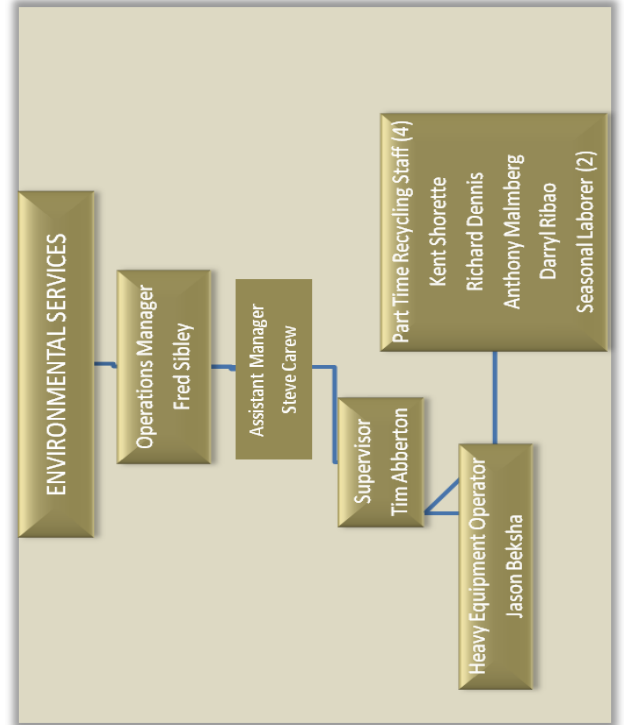 ENVIRONMENTAL SERVICES
Operations Manager
Fred Sibley
Assistant Manager
Steve Carew
Supervisor
Tim Abberton
Heavy Equipment Operator
Jason Beksha
Part Time Recycling Staff (4)
Kent Shorette
Richard Dennis
Anthony Malmberg
Darryl Ribao
Seasonal Laborer (2)